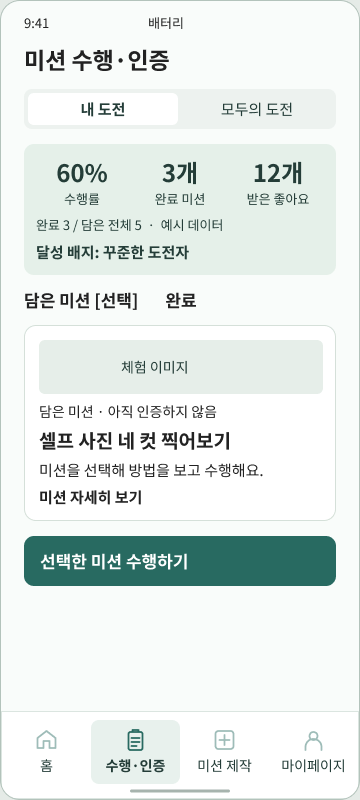 9:41 배터리
미션 수행·인증
내 도전 모두의 도전
60% 3개 12개
수행률 완료 미션 받은 좋아요
완료 3 / 담은 전체 5 · 예시 데이터
달성 배지: 꾸준한 도전자
담은 미션 [선택] 완료
체험 이미지
담은 미션 · 아직 인증하지 않음
셀프 사진 네 컷 찍어보기
미션을 선택해 방법을 보고 수행해요.
미션 자세히 보기
선택한 미션 수행하기
홈 수행·인증 미션 제작 마이페이지